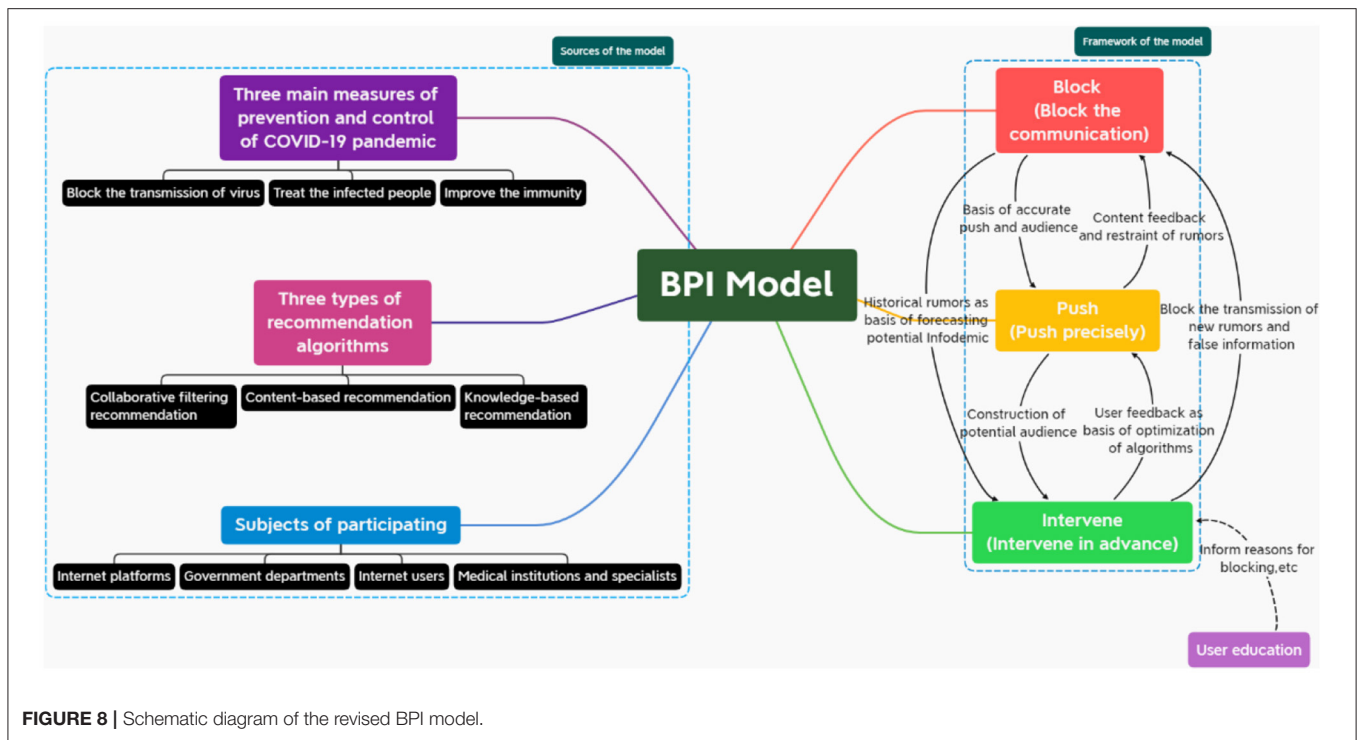 Sources of the model
Three main measures of
prevention and control
of COVID-19 pandemic
Block the transmission of virus
Treat the infected people
Improve the immunity
Three types of
recommendation
algorithms
Collaborative filtering
recommendation
Content-based recommendation
Knowledge-based
recommendation
Subjects of participating
Internet platforms
Government departments
Internet users
Medical institutions and specialists
BPI Model
Framework of the model
Block
(Block the
communication)
Basis of accurate
push and audience
Content feedback
and restraint of rumors
Historical rumors as
basis of forecasting
potential Infodemic
Push
(Push precisely)
Block the transmission of
new rumors and
false information
Construction of
potential audience
User feedback as
basis of optimization
of algorithms
Intervene
(Intervene in advance)
Inform reasons for
blocking,etc
User education
FIGURE 8 | Schematic diagram of the revised BPI model.